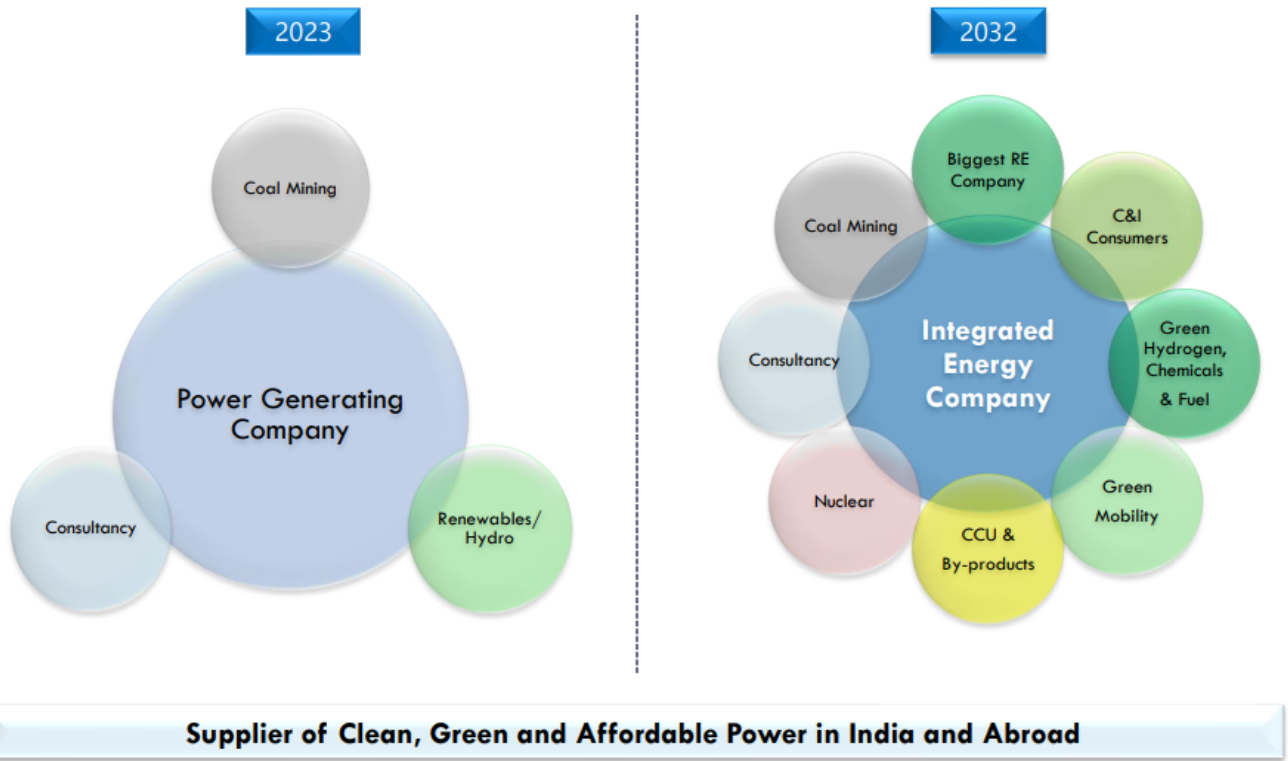 2023
Coal Mining
Power Generating
Company
Consultancy
Renewables/
Hydro
2032
Biggest RE
Company
C&I
Consumers
Green
Hydrogen,
Chemicals
& Fuel
Green
Mobility
CCU &
By-products
Nuclear
Consultancy
Coal Mining
Integrated
Energy
Company
Supplier of Clean, Green and Affordable Power in India and Abroad